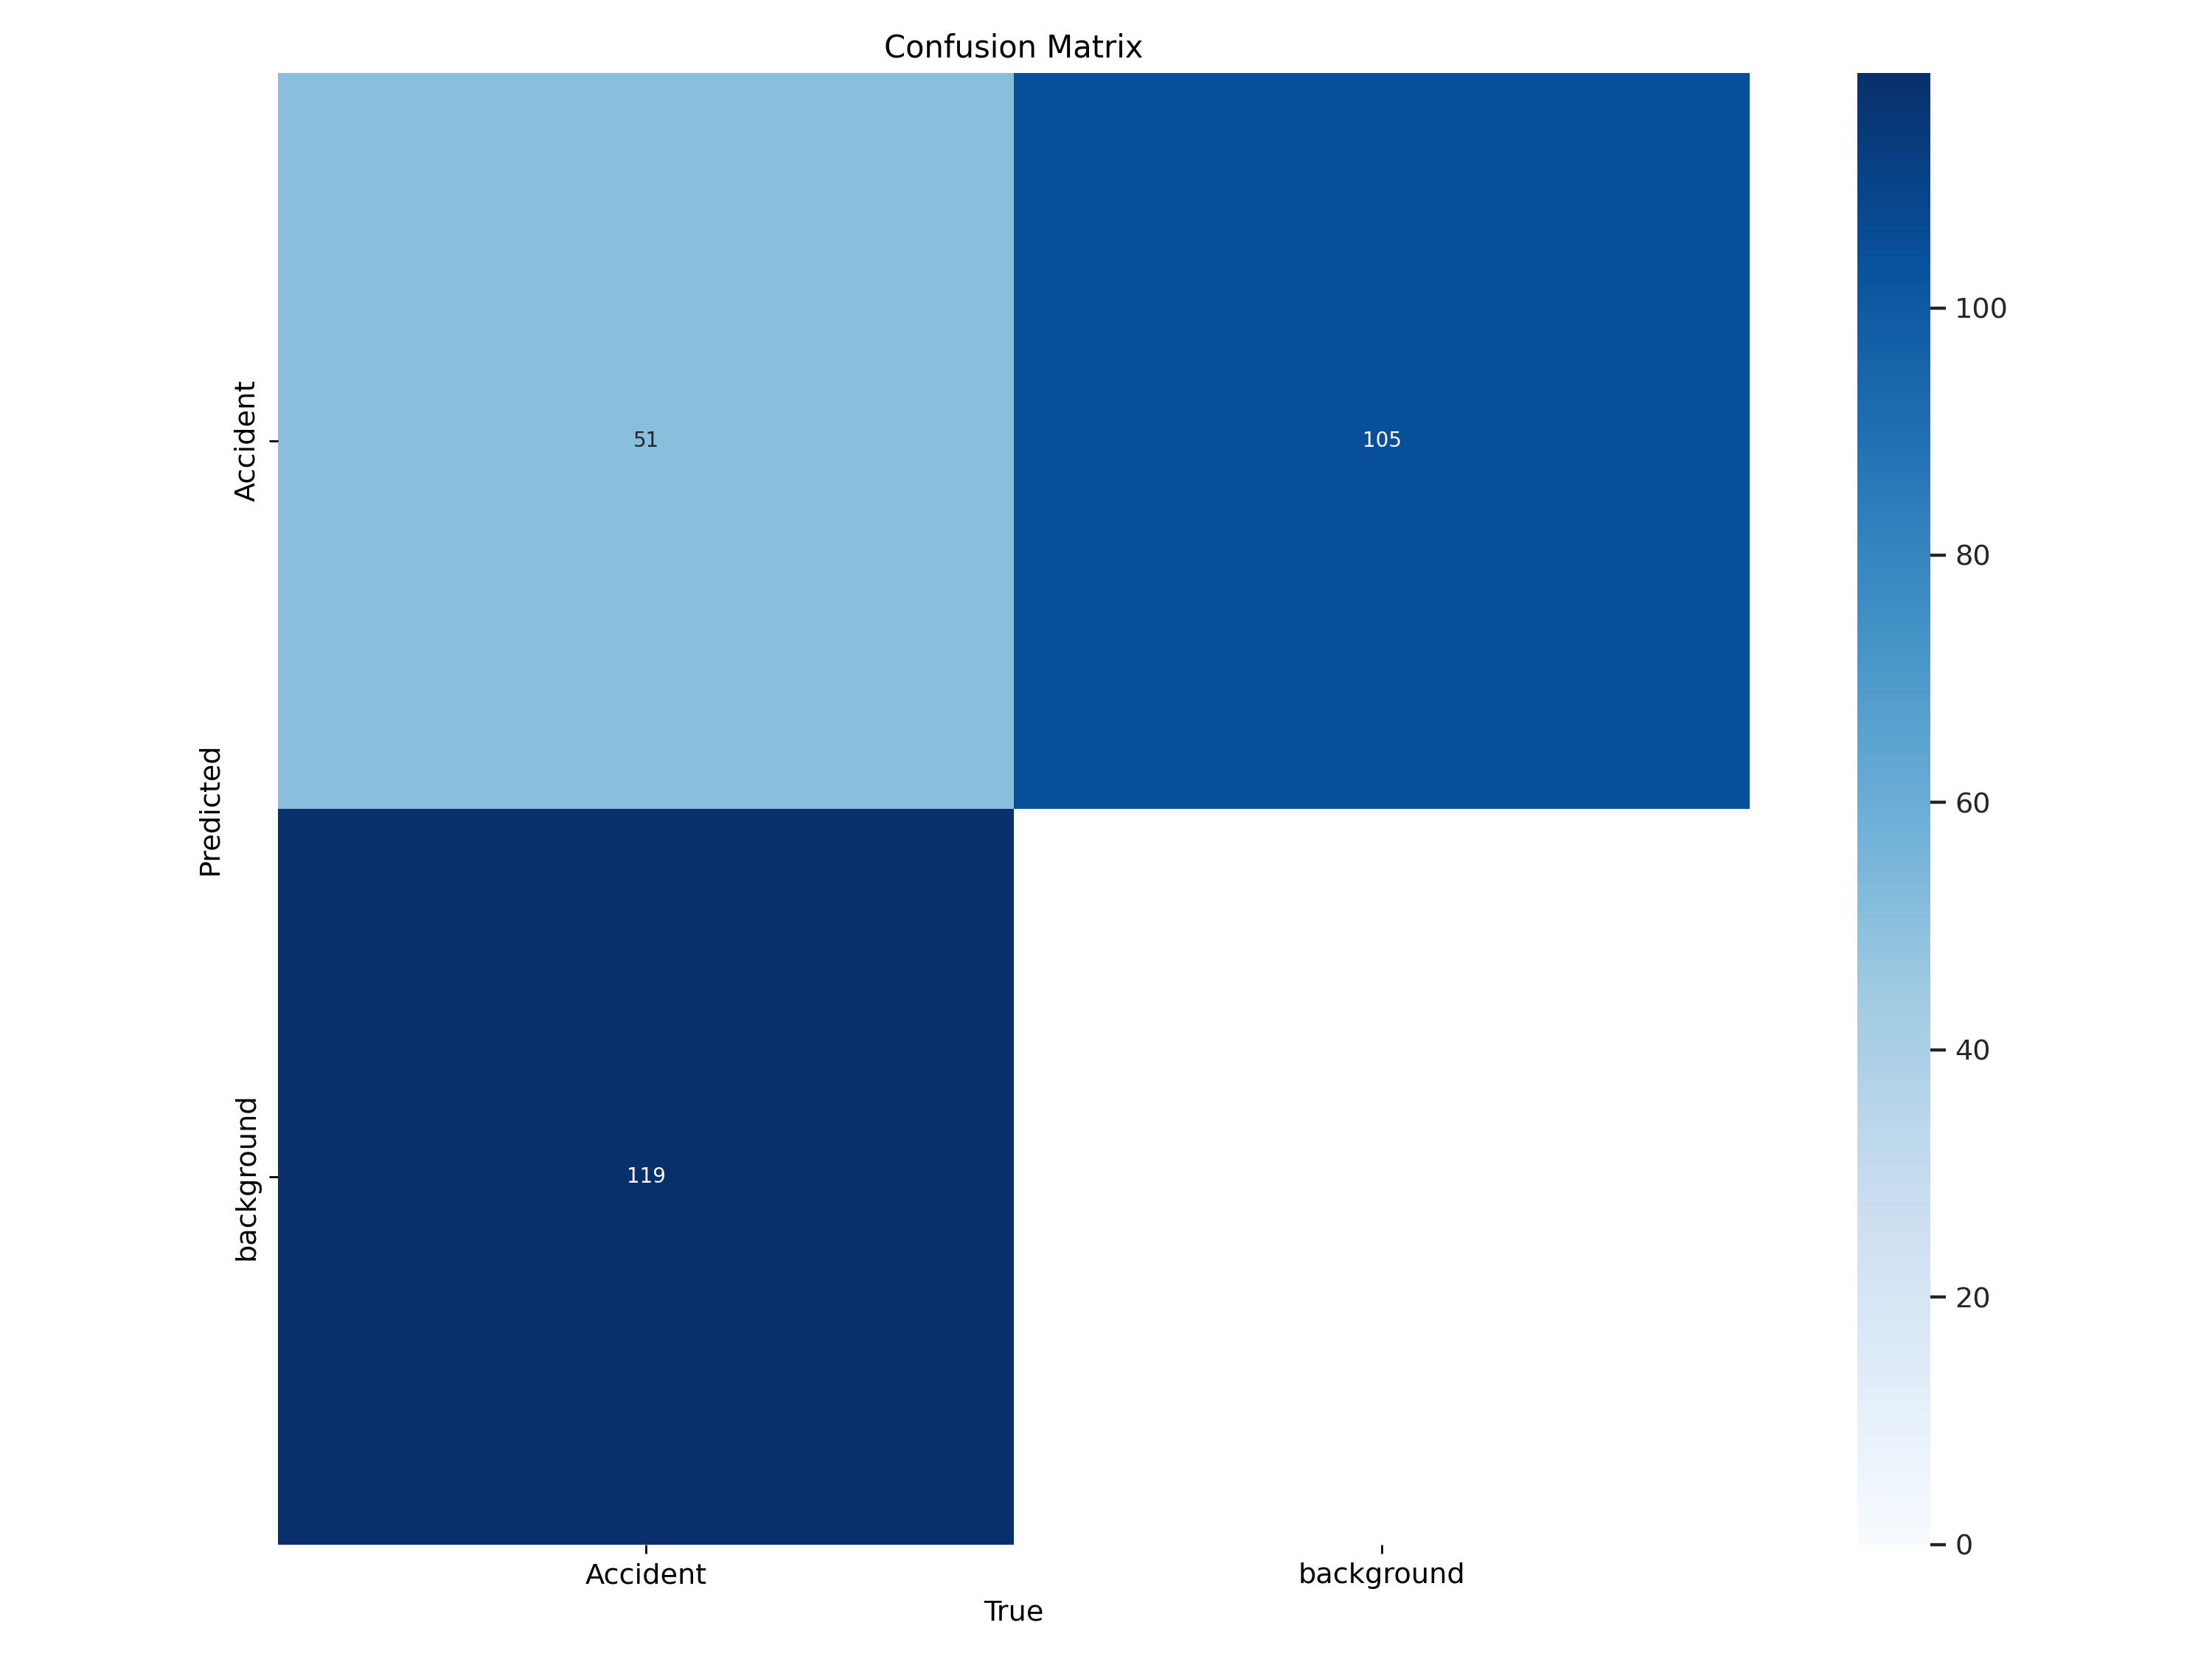 Confusion Matrix
Accident
51
105
100
80
60
Predicted
background
119
40
20
0
Accident
background
True